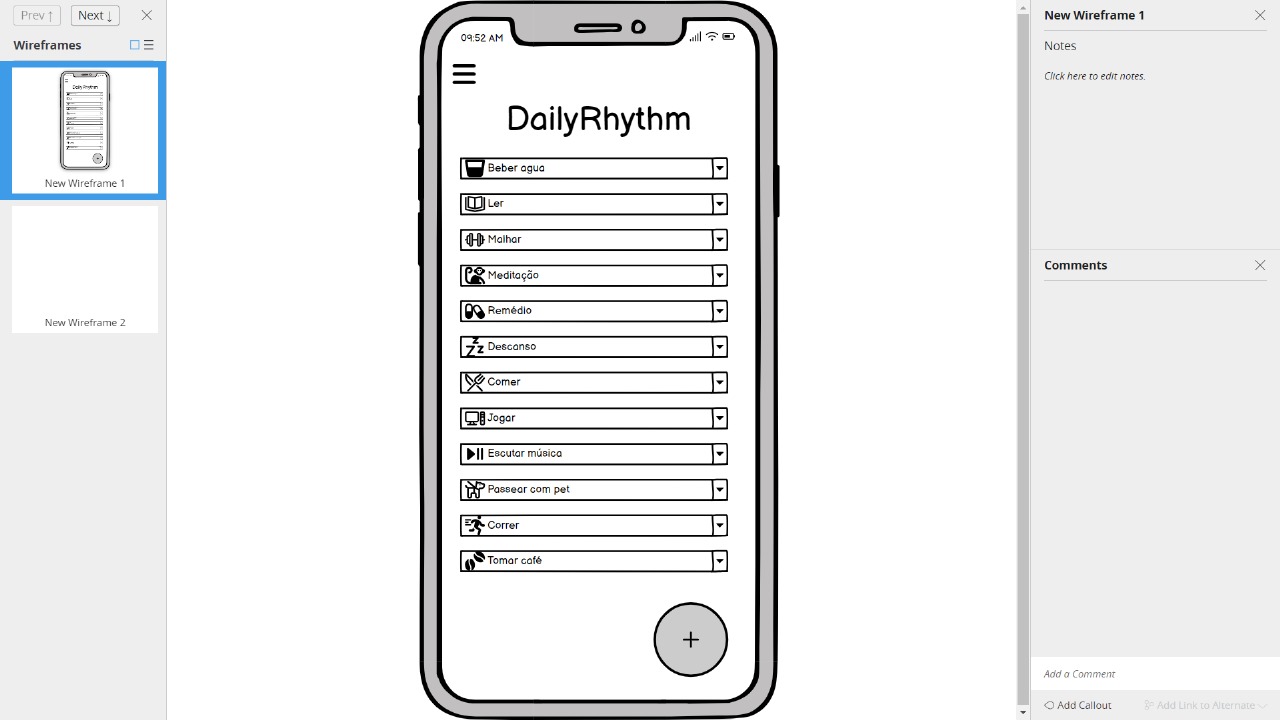 Prev ↑
Next ↓
Wireframes
New Wireframe 1
New Wireframe 2
09:52 AM
DailyRhythm
Beber agua
Ler
Malhar
Meditação
Remédio
Descanso
Comer
Jogar
Escutar música
Passear com pet
Correr
Tomar café
+
New Wireframe 1
Notes
Click here to edit notes.
Comments
Add a Comment
Add Callout
Add Link to Alternate